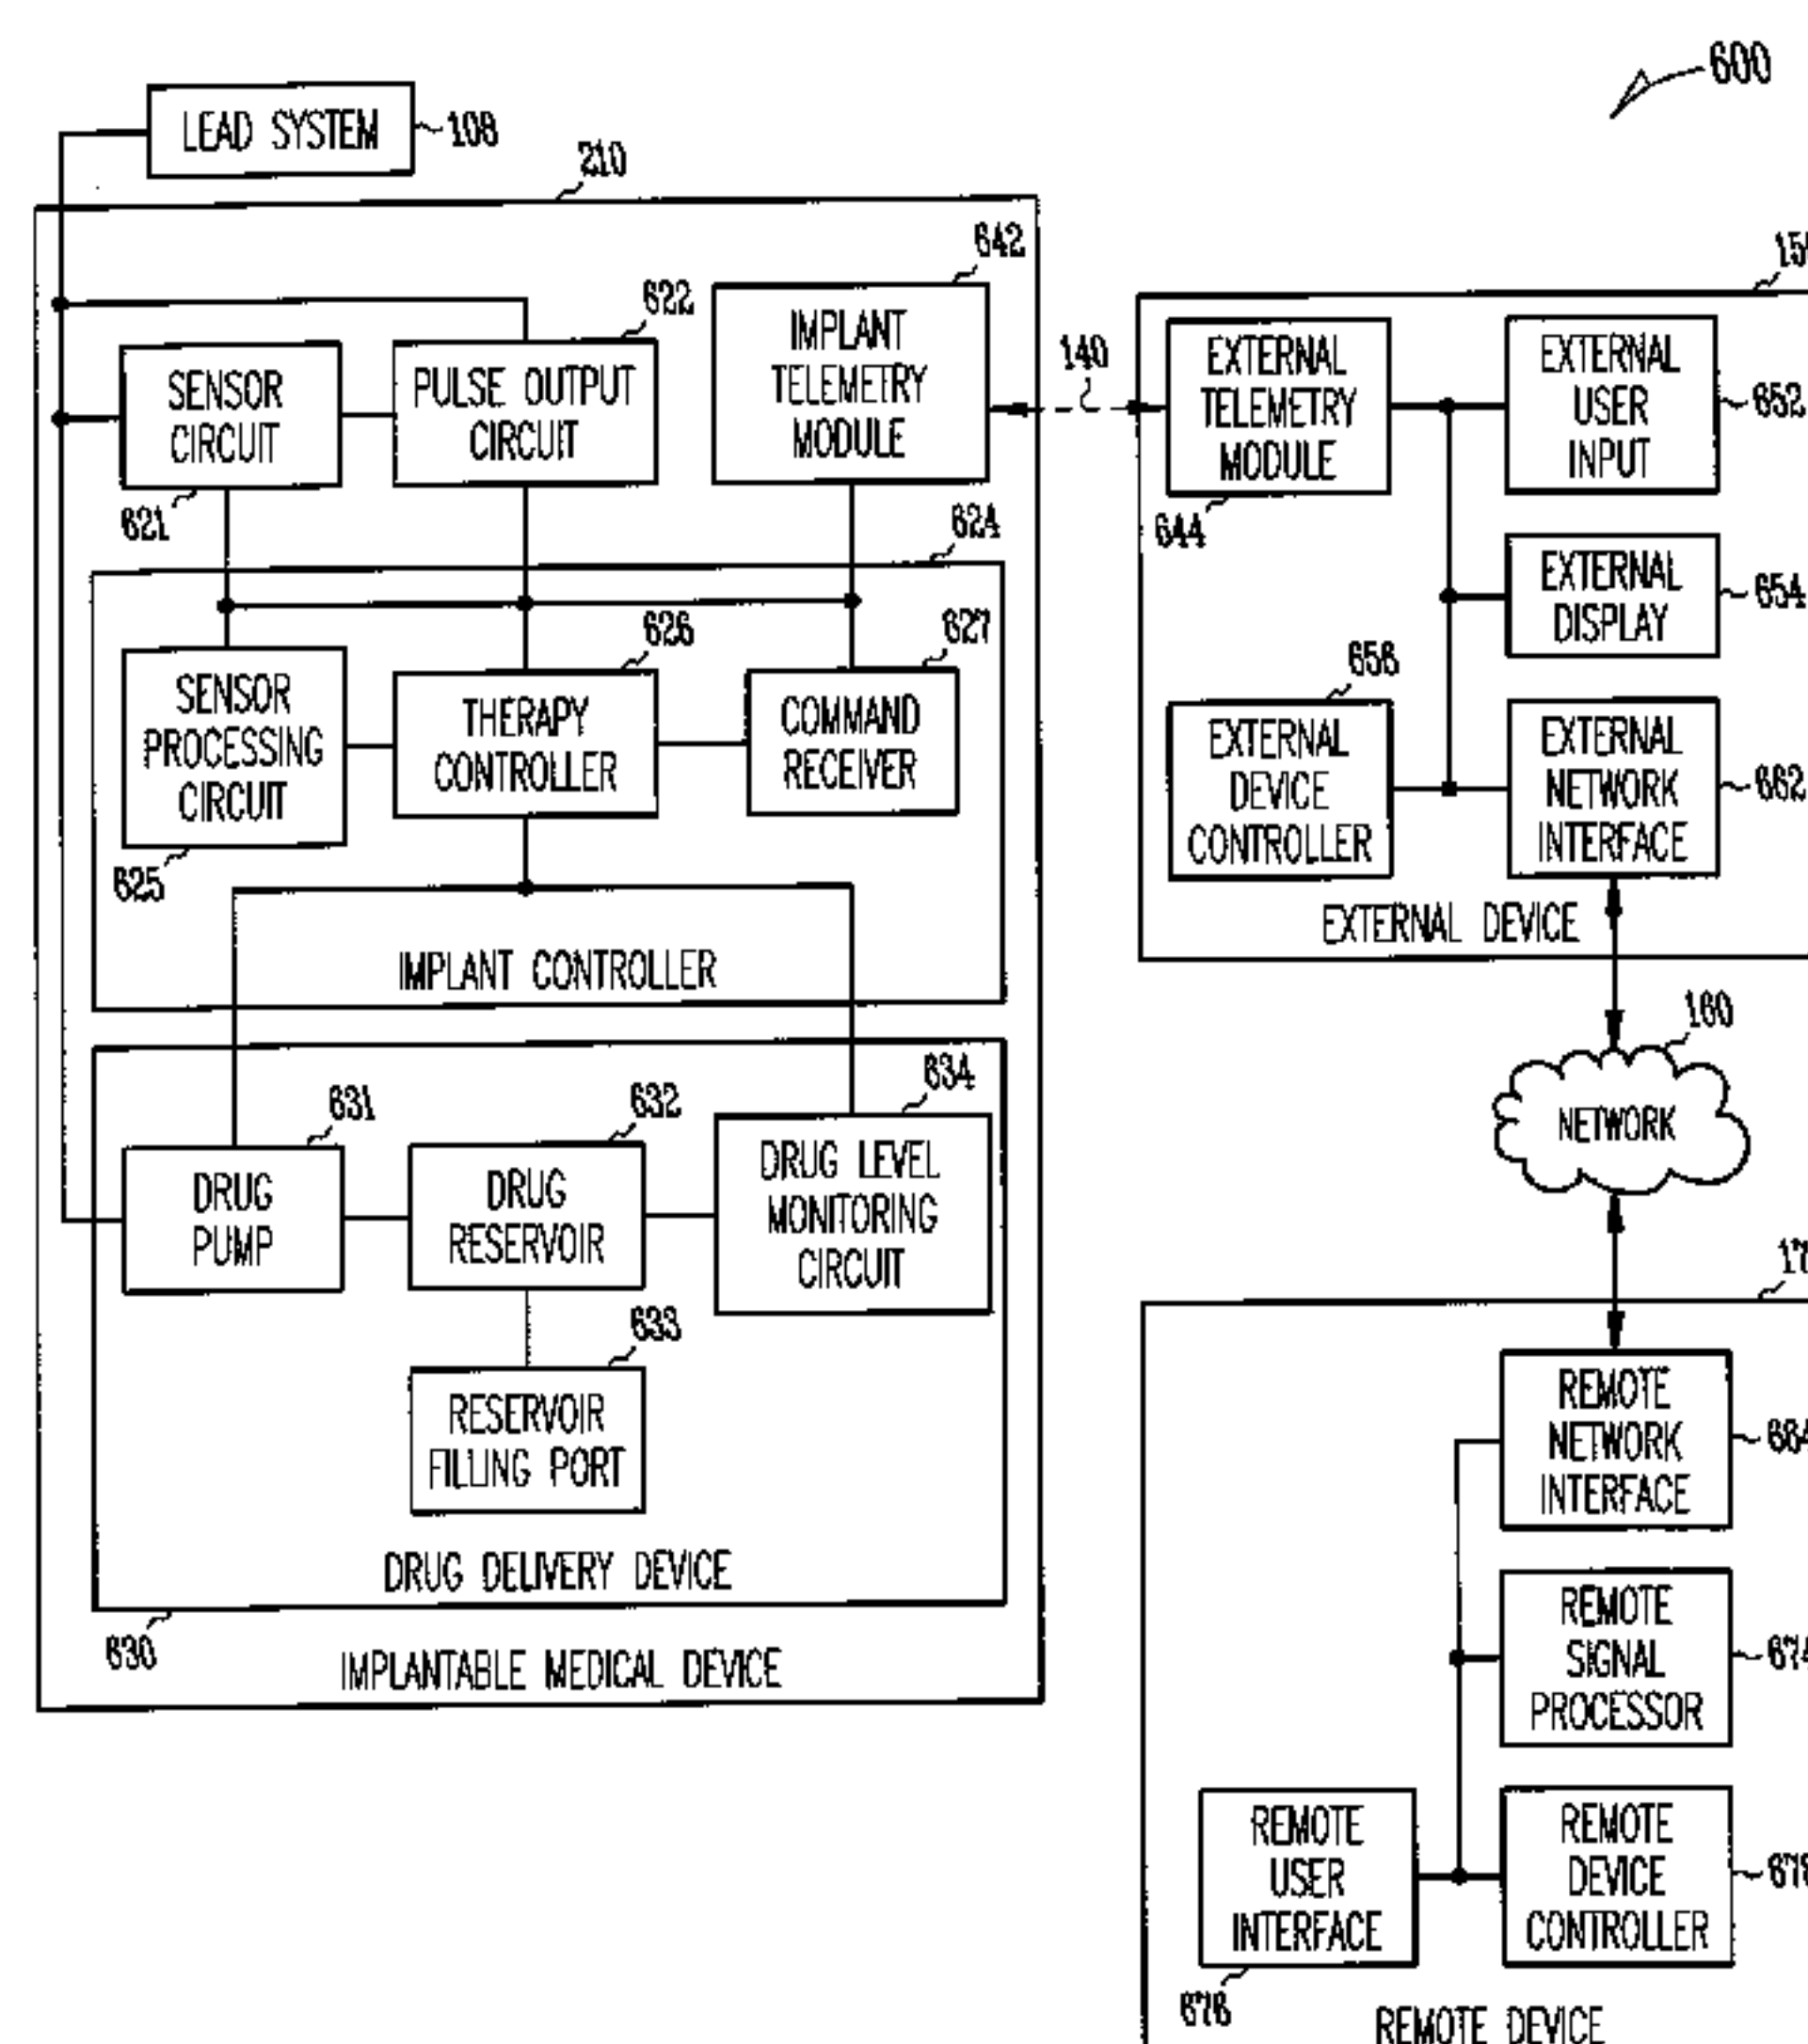 600
LEAD SYSTEM
108
210
642
622
IMPLANT
TELEMETRY
MODULE
SENSOR
CIRCUIT
PULSE OUTPUT
CIRCUIT
621
140
EXTERNAL
TELEMETRY
MODULE
644
EXTERNAL
USER
INPUT
652
EXTERNAL
DISPLAY
654
624
626
627
SENSOR
PROCESSING
CIRCUIT
THERAPY
CONTROLLER
COMMAND
RECEIVER
625
IMPLANT CONTROLLER
EXTERNAL
DEVICE
CONTROLLER
EXTERNAL
NETWORK
INTERFACE
662
EXTERNAL DEVICE
160
NETWORK
631
632
634
DRUG
PUMP
DRUG
RESERVOIR
DRUG LEVEL
MONITORING
CIRCUIT
633
RESERVOIR
FILLING PORT
DRUG DELIVERY DEVICE
630
IMPLANTABLE MEDICAL DEVICE
REMOTE
NETWORK
INTERFACE
REMOTE
SIGNAL
PROCESSOR
REMOTE
USER
INTERFACE
676
REMOTE
DEVICE
CONTROLLER
REMOTE DEVICE